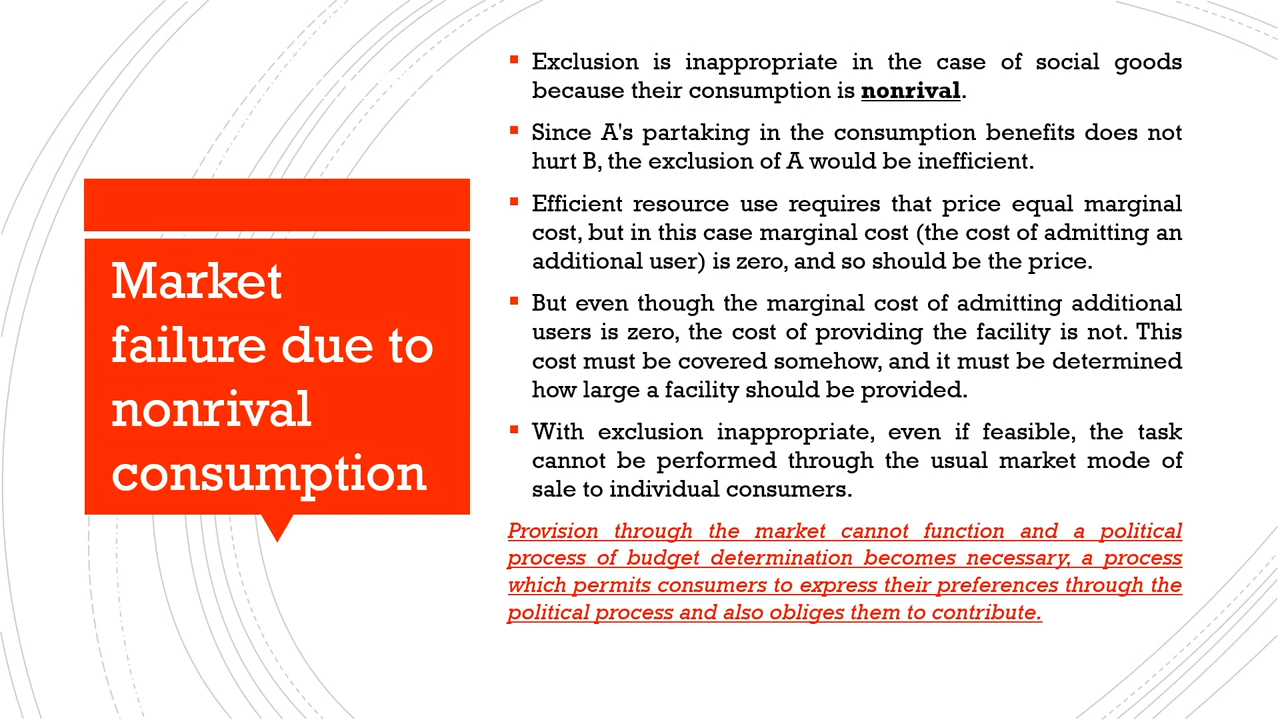 Market
failure due to
nonrival
consumption
Exclusion is inappropriate in the case of social goods
because their consumption is nonrival.
Since A's partaking in the consumption benefits does not
hurt B, the exclusion of A would be inefficient.
Efficient resource use requires that price equal marginal
cost, but in this case marginal cost (the cost of admitting an
additional user) is zero, and so should be the price.
But even though the marginal cost of admitting additional
users is zero, the cost of providing the facility is not. This
cost must be covered somehow, and it must be determined
how large a facility should be provided.
With exclusion inappropriate, even if feasible, the task
cannot be performed through the usual market mode of
sale to individual consumers.
Provision through the market cannot function and a political
process of budget determination becomes necessary, a process
which permits consumers to express their preferences through the
political process and also obliges them to contribute.